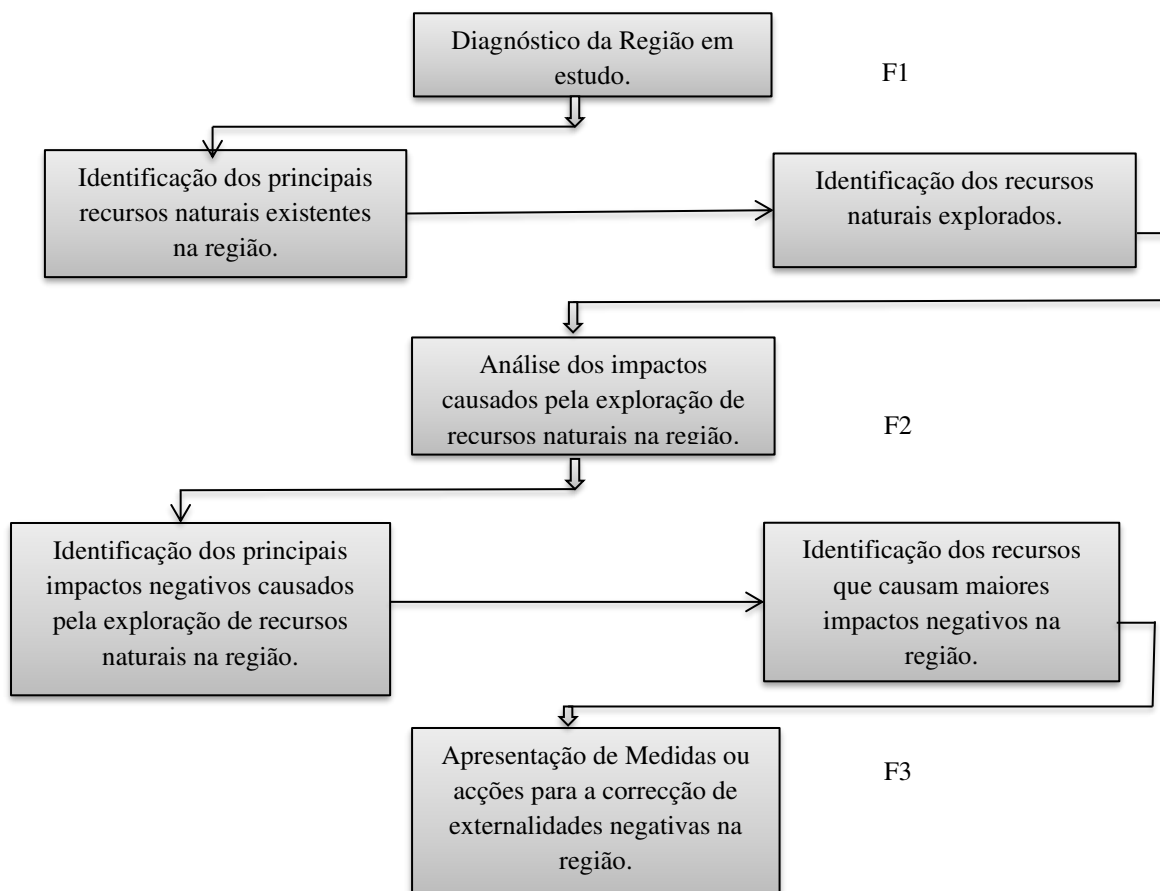 Diagnóstico da Região em
estudo.
F1
Identificação dos principais
recursos naturais existentes
na região.
Identificação dos recursos
naturais explorados.
Análise dos impactos
causados pela exploração de
recursos naturais na região.
F2
Identificação dos principais
impactos negativos causados
pela exploração de recursos
naturais na região.
Identificação dos recursos
que causam maiores
impactos negativos na
região.
Apresentação de Medidas ou
acções para a correcção de
externalidades negativas na
região.
F3